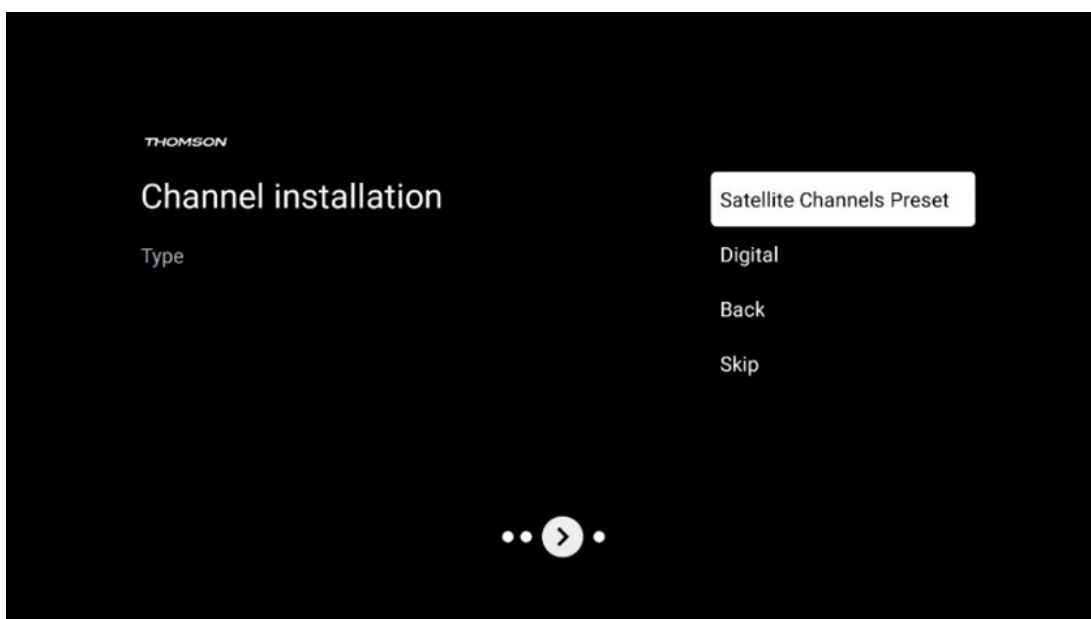 THOMSON
Channel installation
Type
Satellite Channels Preset
Digital
Back
Skip